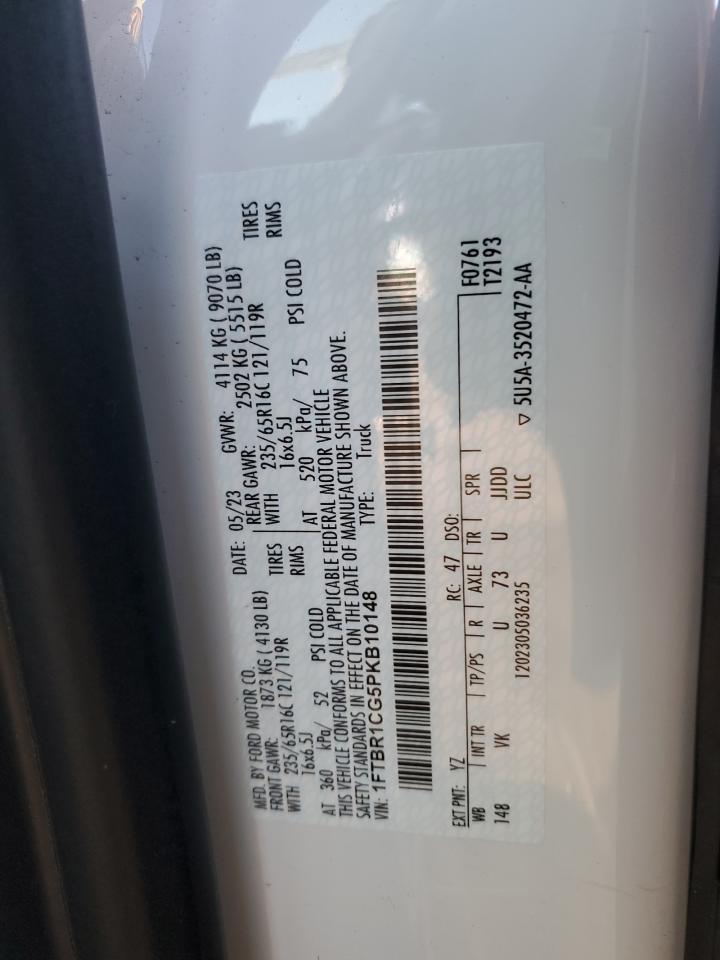 MFD. BY FORD MOTOR CO. DATE: 05/23 GVWR: 4114 KG ( 9070 LB)
FRONT GAWR: 1873 KG ( 4130 LB) REAR GAWR: 2502 KG ( 5515 LB)
WITH 235/65R16C 121/119R TIRES WITH 235/65R16C 121/119R TIRES
16x6.5J RIMS 16x6.5J RIMS
AT 360 kPa/ 52 PSI COLD AT 520 kPa/ 75 PSI COLD
THIS VEHICLE CONFORMS TO ALL APPLICABLE FEDERAL MOTOR VEHICLE
SAFETY STANDARDS IN EFFECT ON THE DATE OF MANUFACTURE SHOWN ABOVE.
VIN: 1FTBR1CG5PKB10148 TYPE: Truck
EXT PNT: YZ RC: 47 DSO: F0761
WB INT TR TP/PS R AXLE TR SPR T2193
148 VK U 73 U JJDD
1202305036235 ULC ▽ 5U5A-3520472-AA